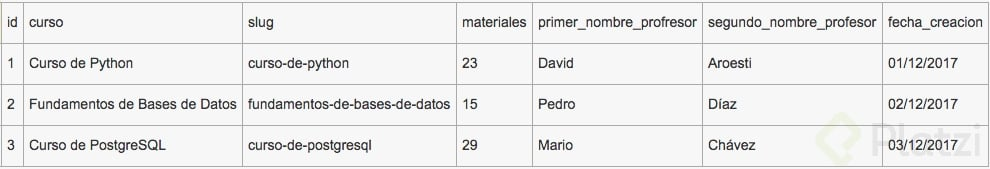 id curso slug materiales primer_nombre_profresor segundo_nombre_profesor fecha_creacion
1 Curso de Python curso-de-python 23 David Aroesti 01/12/2017
2 Fundamentos de Bases de Datos fundamentos-de-bases-de-datos 15 Pedro Díaz 02/12/2017
3 Curso de PostgreSQL curso-de-postgresql 29 Mario Chávez 03/12/2017
Platzi